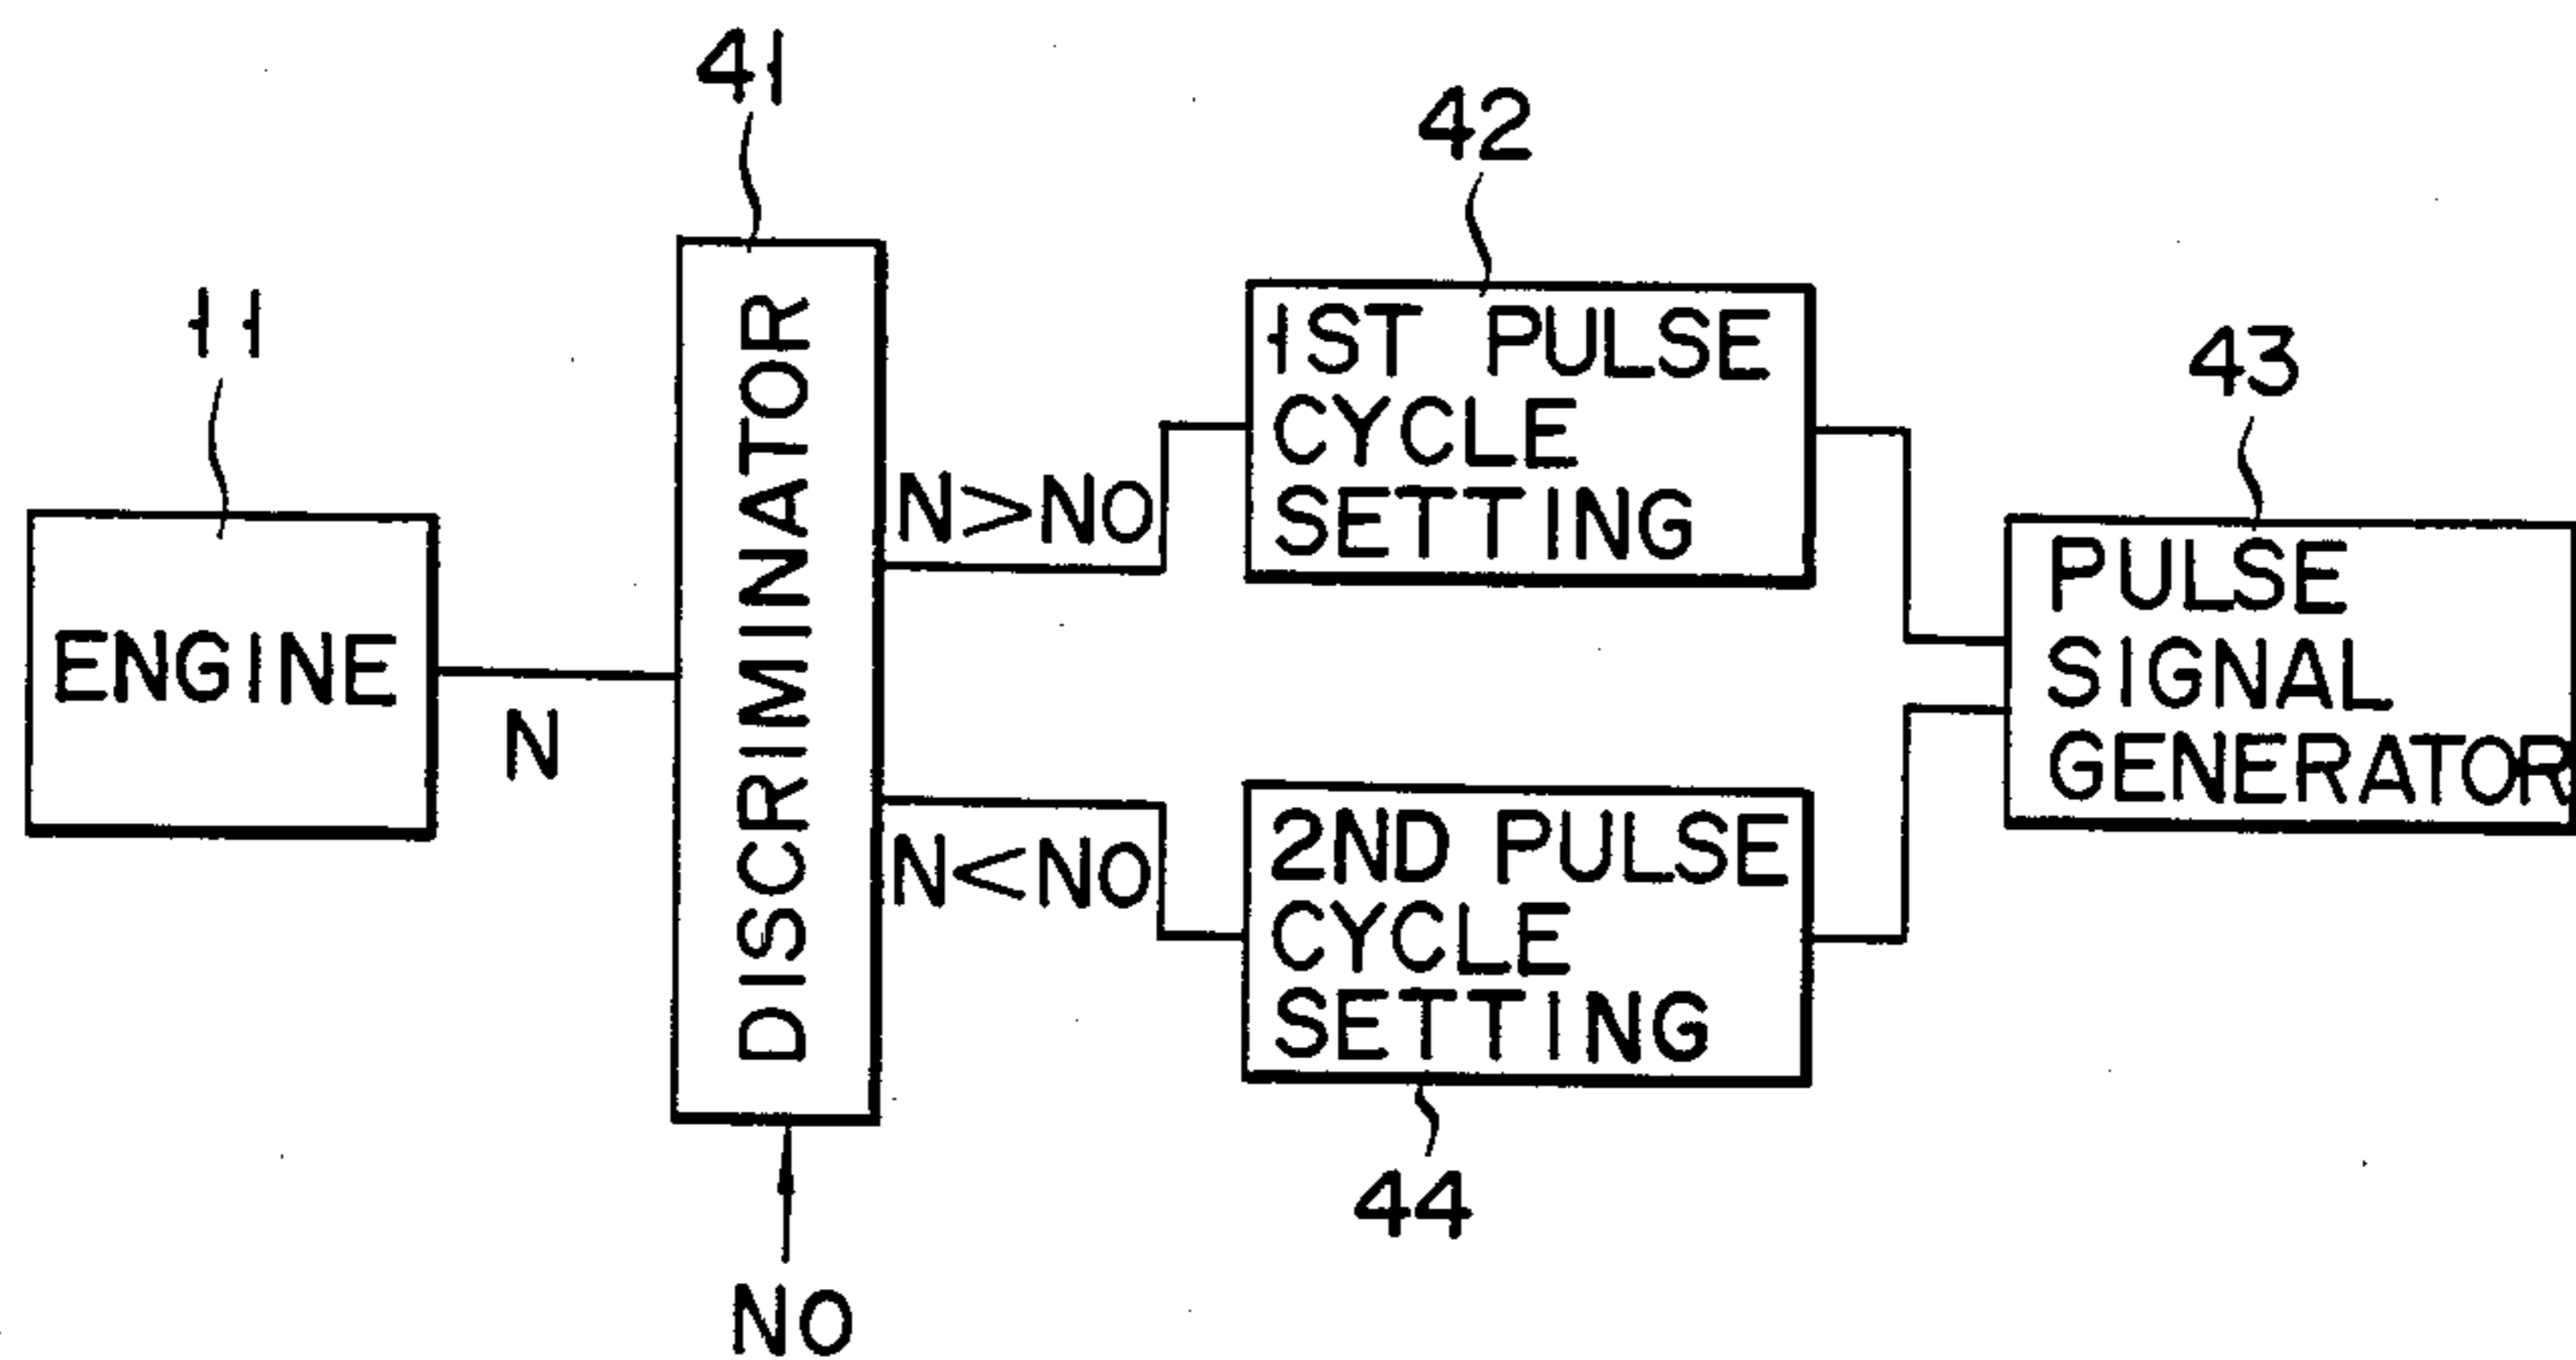 41
42
11
43
ENGINE
N
DISCRIMINATOR
N>NO
N<NO
NO
1ST PULSE
CYCLE
SETTING
2ND PULSE
CYCLE
SETTING
44
PULSE
SIGNAL
GENERATOR